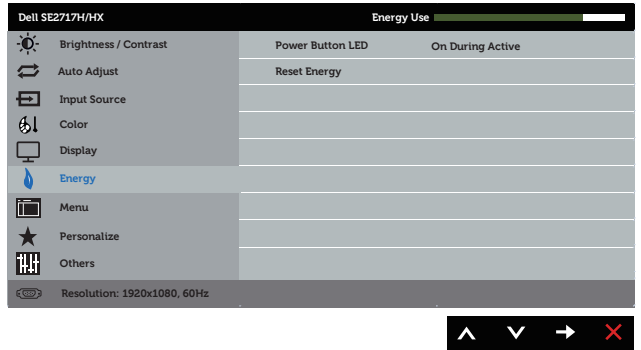 Dell SE2717H/HX Energy Use
Brightness / Contrast Power Button LED On During Active
Auto Adjust Reset Energy
Input Source
Color
Display
Energy
Menu
Personalize
Others
Resolution: 1920x1080, 60Hz